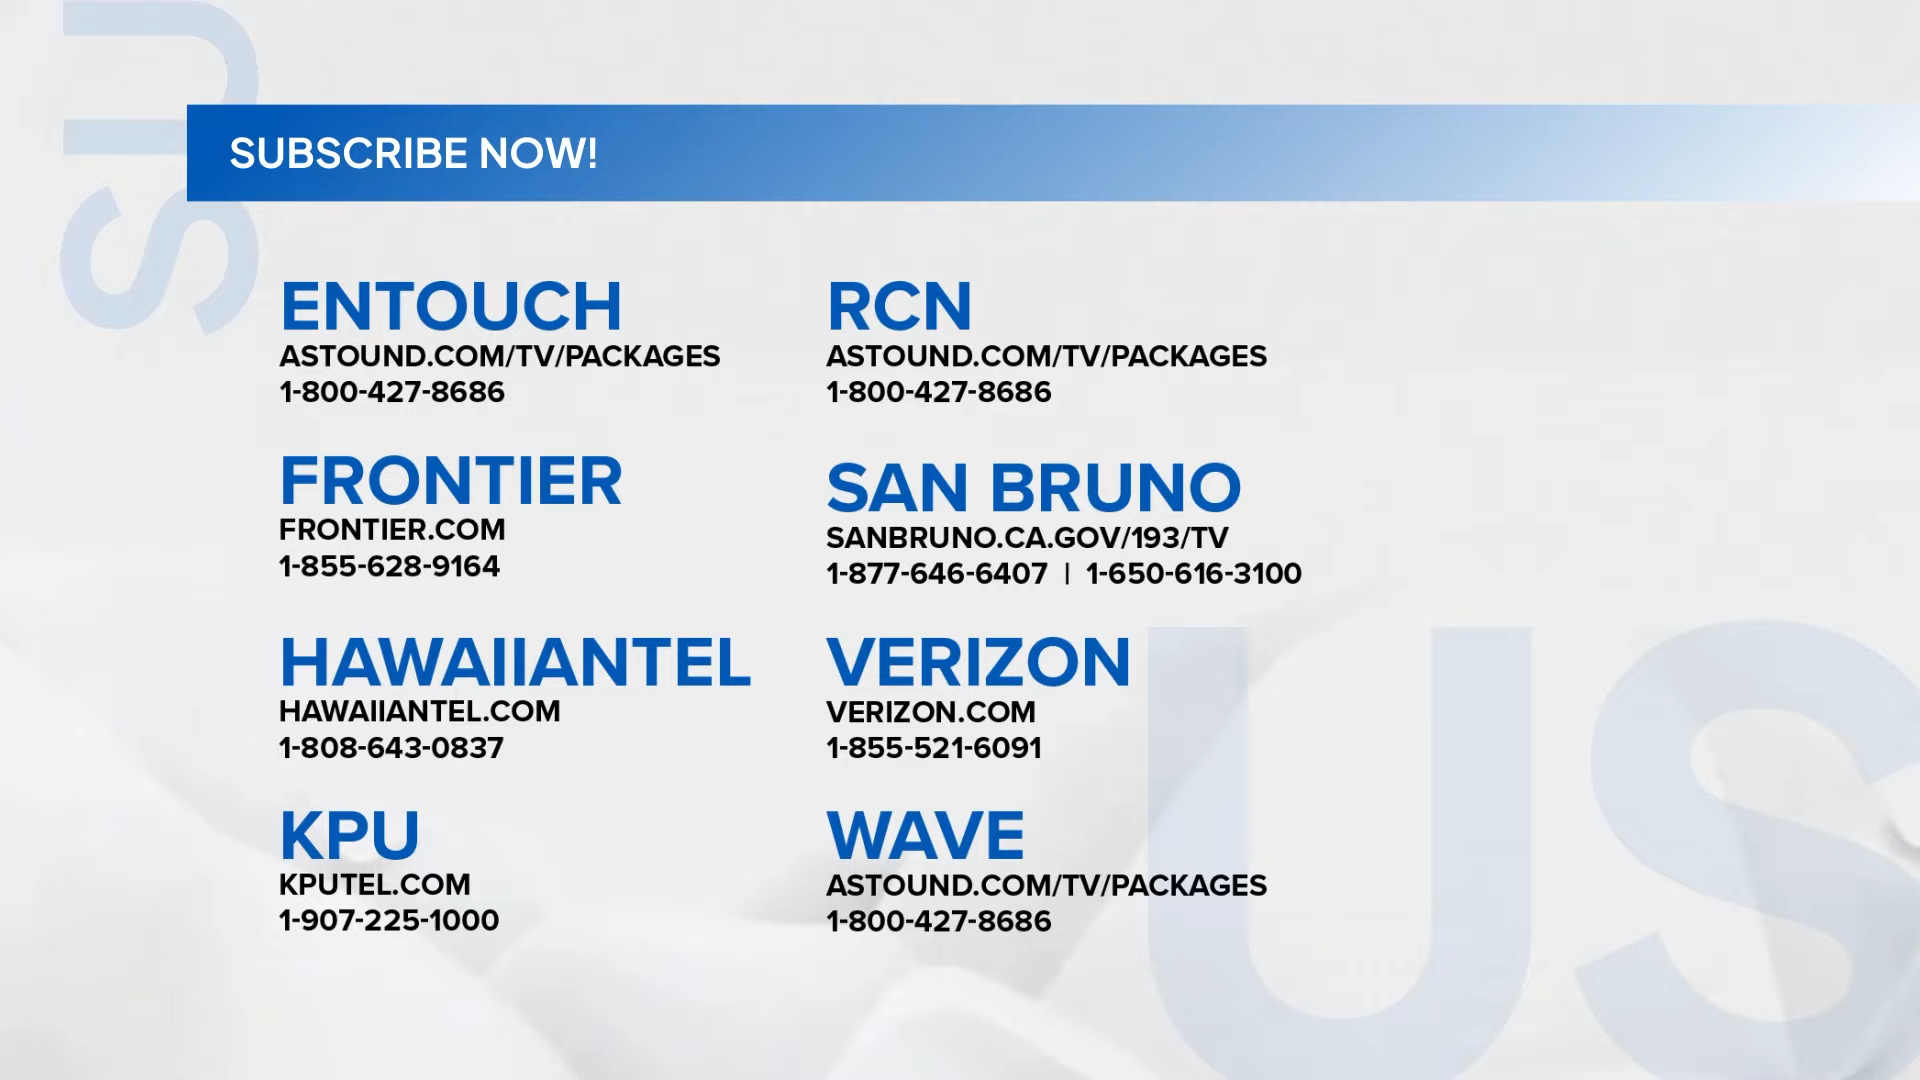 SUBSCRIBE NOW!
ENTOUCH
ASTOUND.COM/TV/PACKAGES
1-800-427-8686
FRONTIER
FRONTIER.COM
1-855-628-9164
HAWAIIANTEL
HAWAIIANTEL.COM
1-808-643-0837
KPU
KPUTEL.COM
1-907-225-1000
RCN
ASTOUND.COM/TV/PACKAGES
1-800-427-8686
SAN BRUNO
SANBRUNO.CA.GOV/193/TV
1-877-646-6407 | 1-650-616-3100
VERIZON
VERIZON.COM
1-855-521-6091
WAVE
ASTOUND.COM/TV/PACKAGES
1-800-427-8686
US